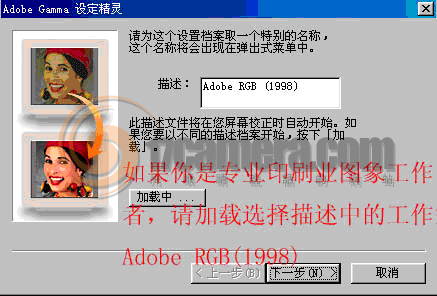 Adobe Gamma 设定精灵
请为这个设置档案取一个特别的名称，
这个名称将会出现在弹出式菜单中。
描述：
Adobe RGB (1998)
此描述文件将在您屏幕校正时自动开始。如
果您要以不同的描述档案开始，按下「加
载」。
加载中 ...
如果你是专业印刷业图象工作
者，请加载选择描述中的工作
Adobe RGB(1998)
< 上一步(B)
下一步(N) >
取消